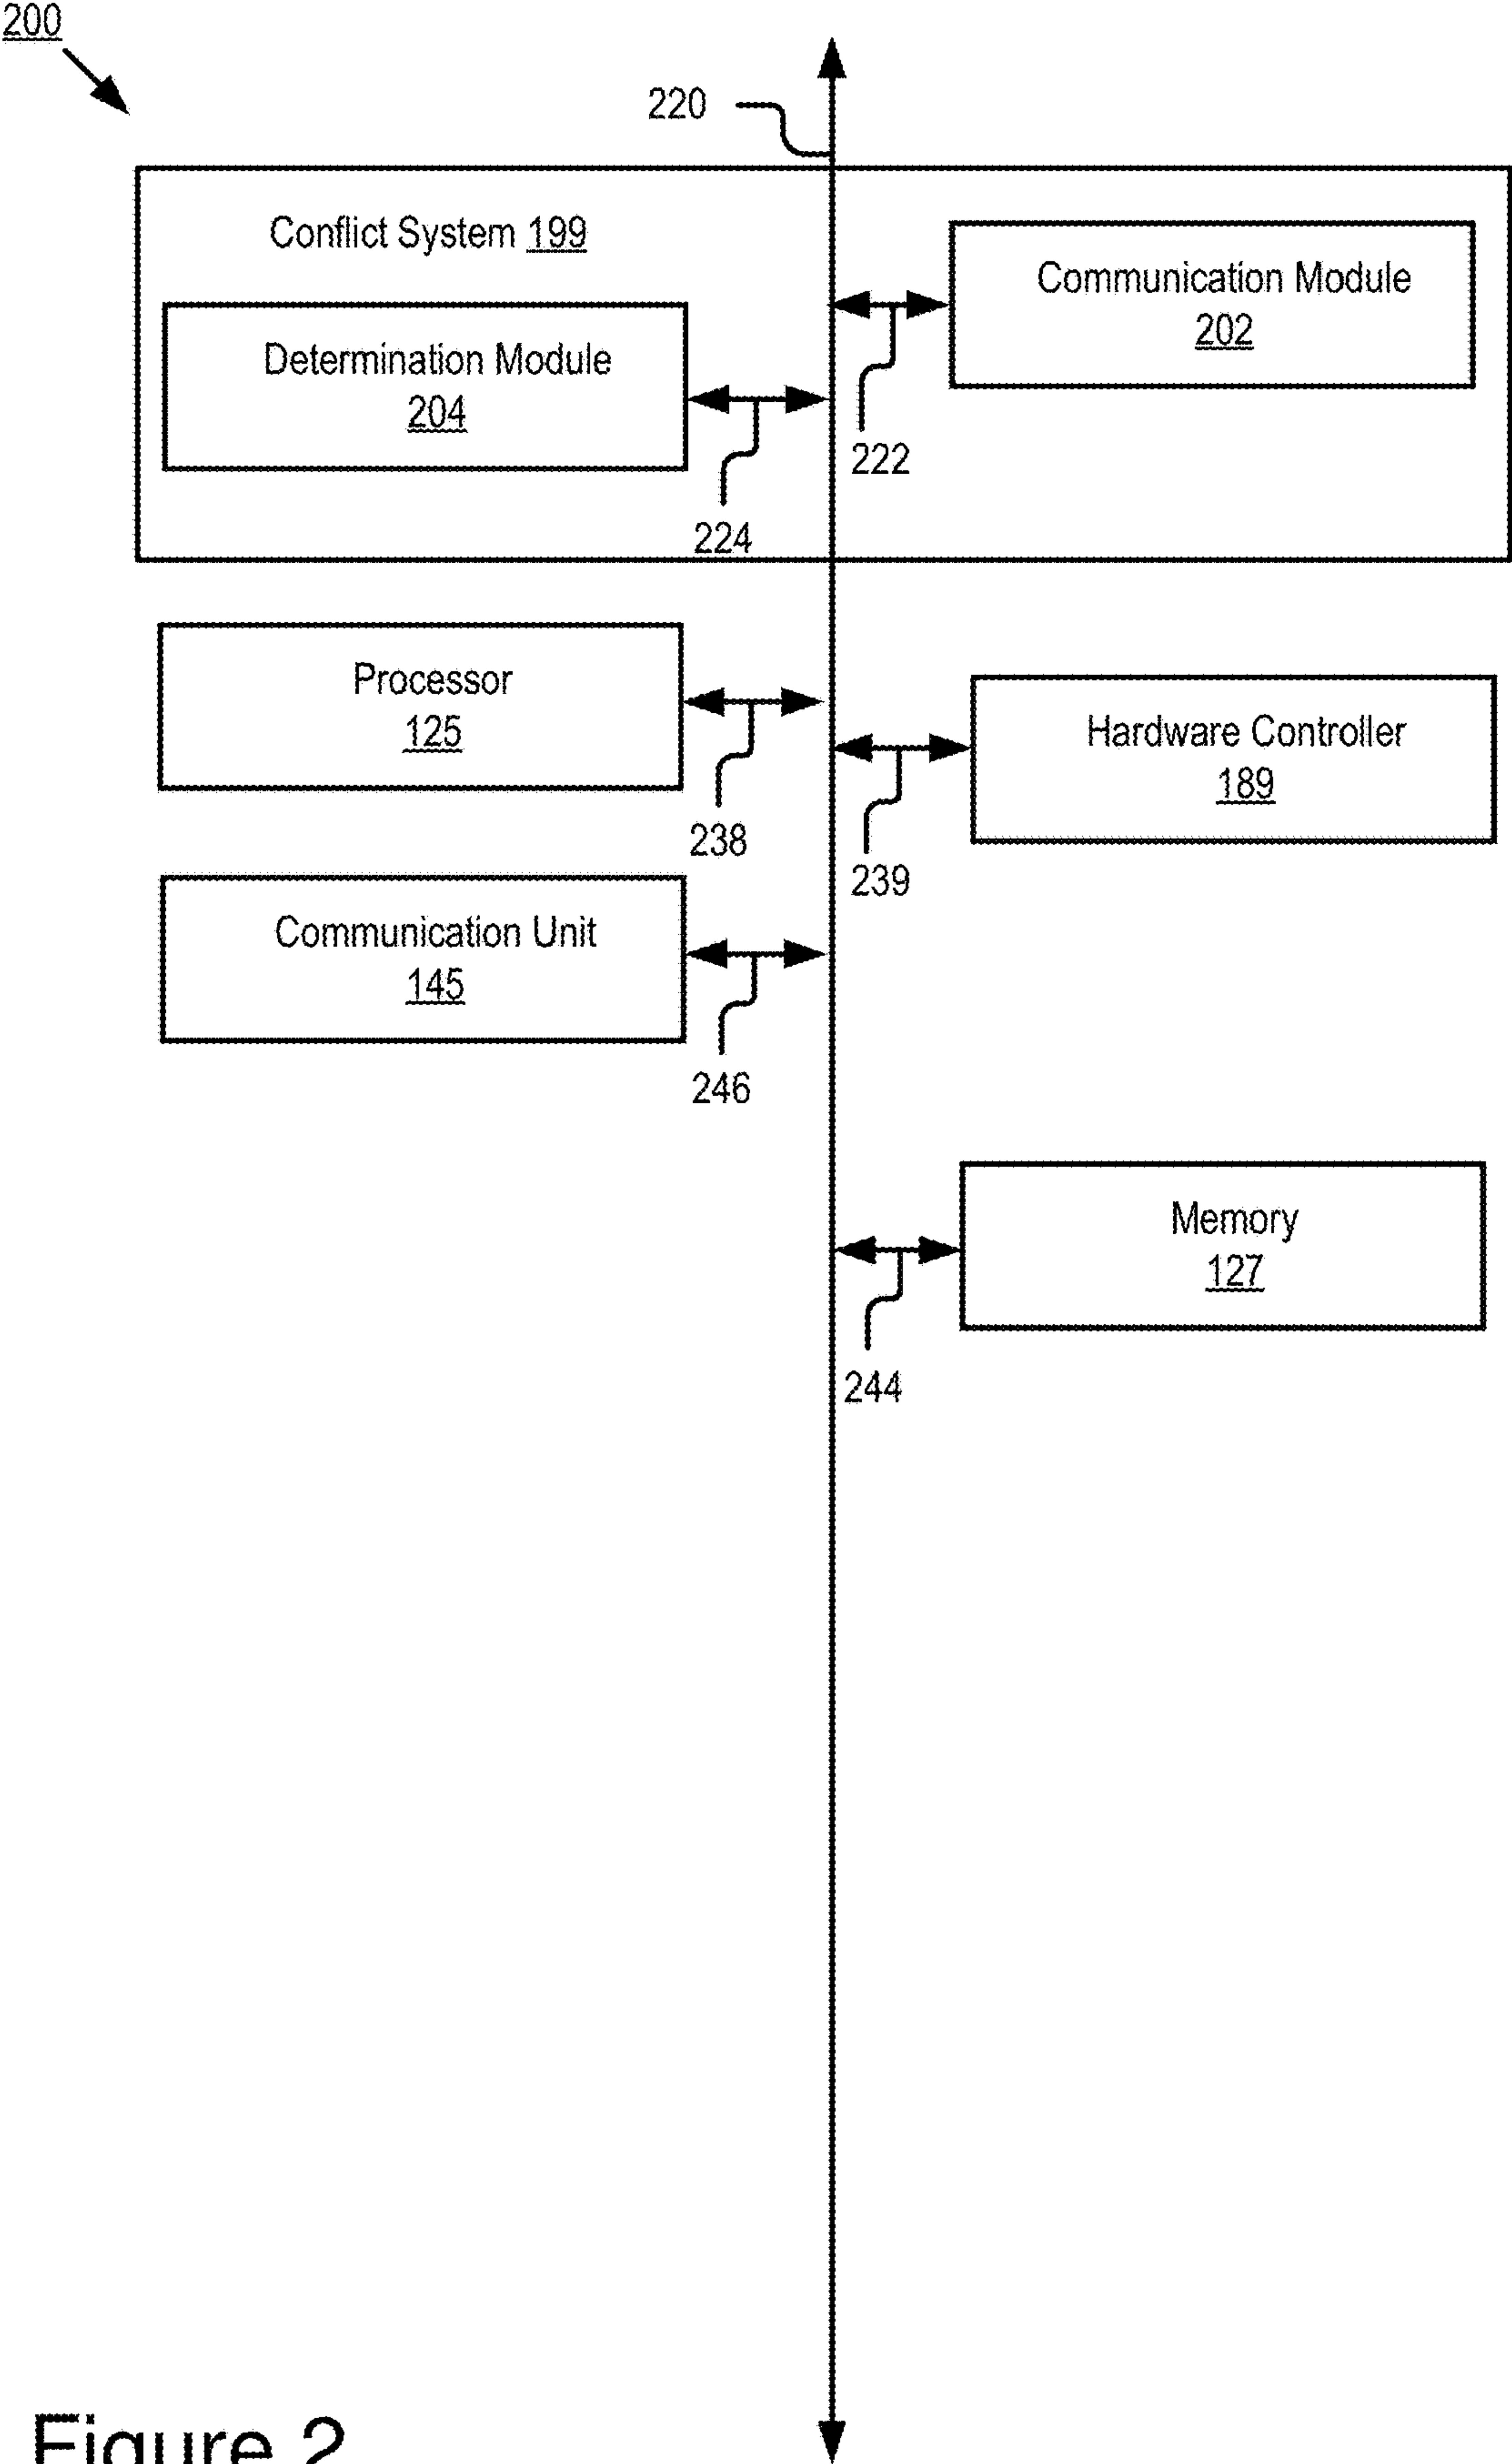 200
220
Conflict System 199
Communication Module
202
Determination Module
204
222
224
Processor
125
Hardware Controller
189
238
239
Communication Unit
145
246
Memory
127
244
Figure 2